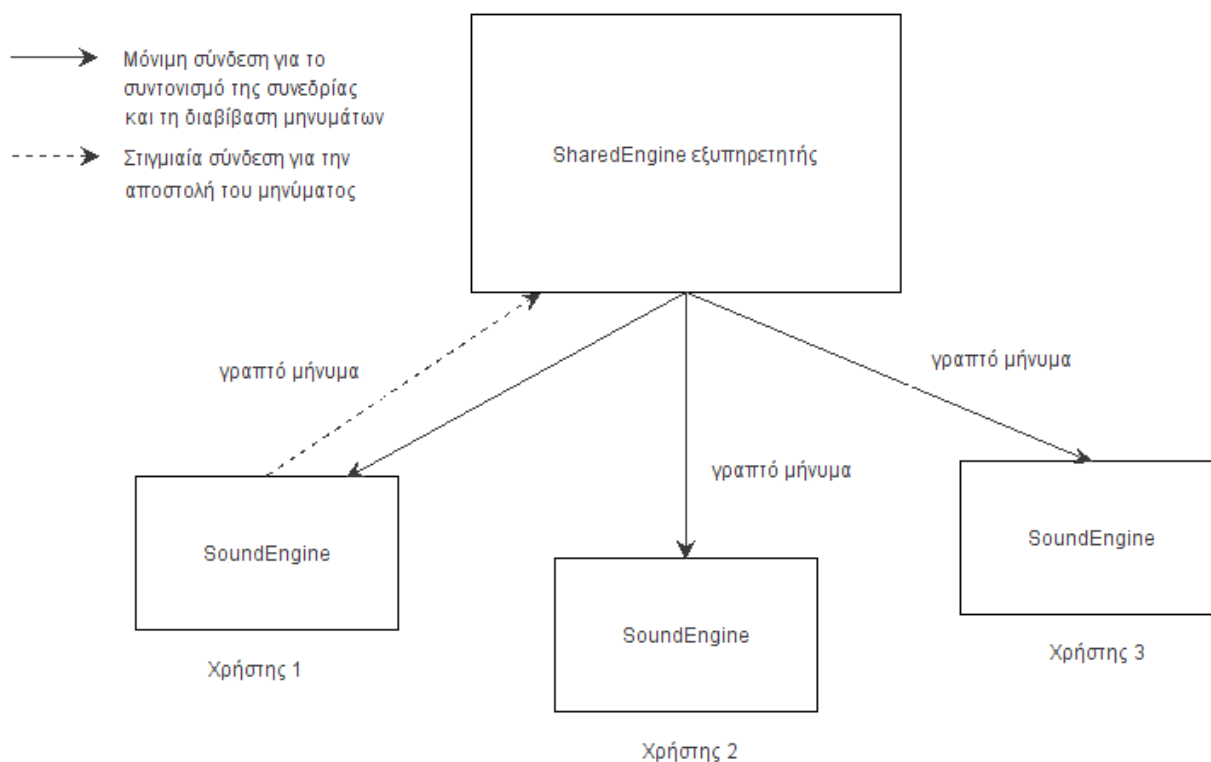 Μόνιμη σύνδεση για το
συντονισμό της συνεδρίας
και τη διαβίβαση μηνυμάτων
Στιγμιαία σύνδεση για την
αποστολή του μηνύματος
SharedEngine εξυπηρετητής
γραπτό μήνυμα
γραπτό μήνυμα
γραπτό μήνυμα
SoundEngine
SoundEngine
SoundEngine
Χρήστης 1
Χρήστης 2
Χρήστης 3